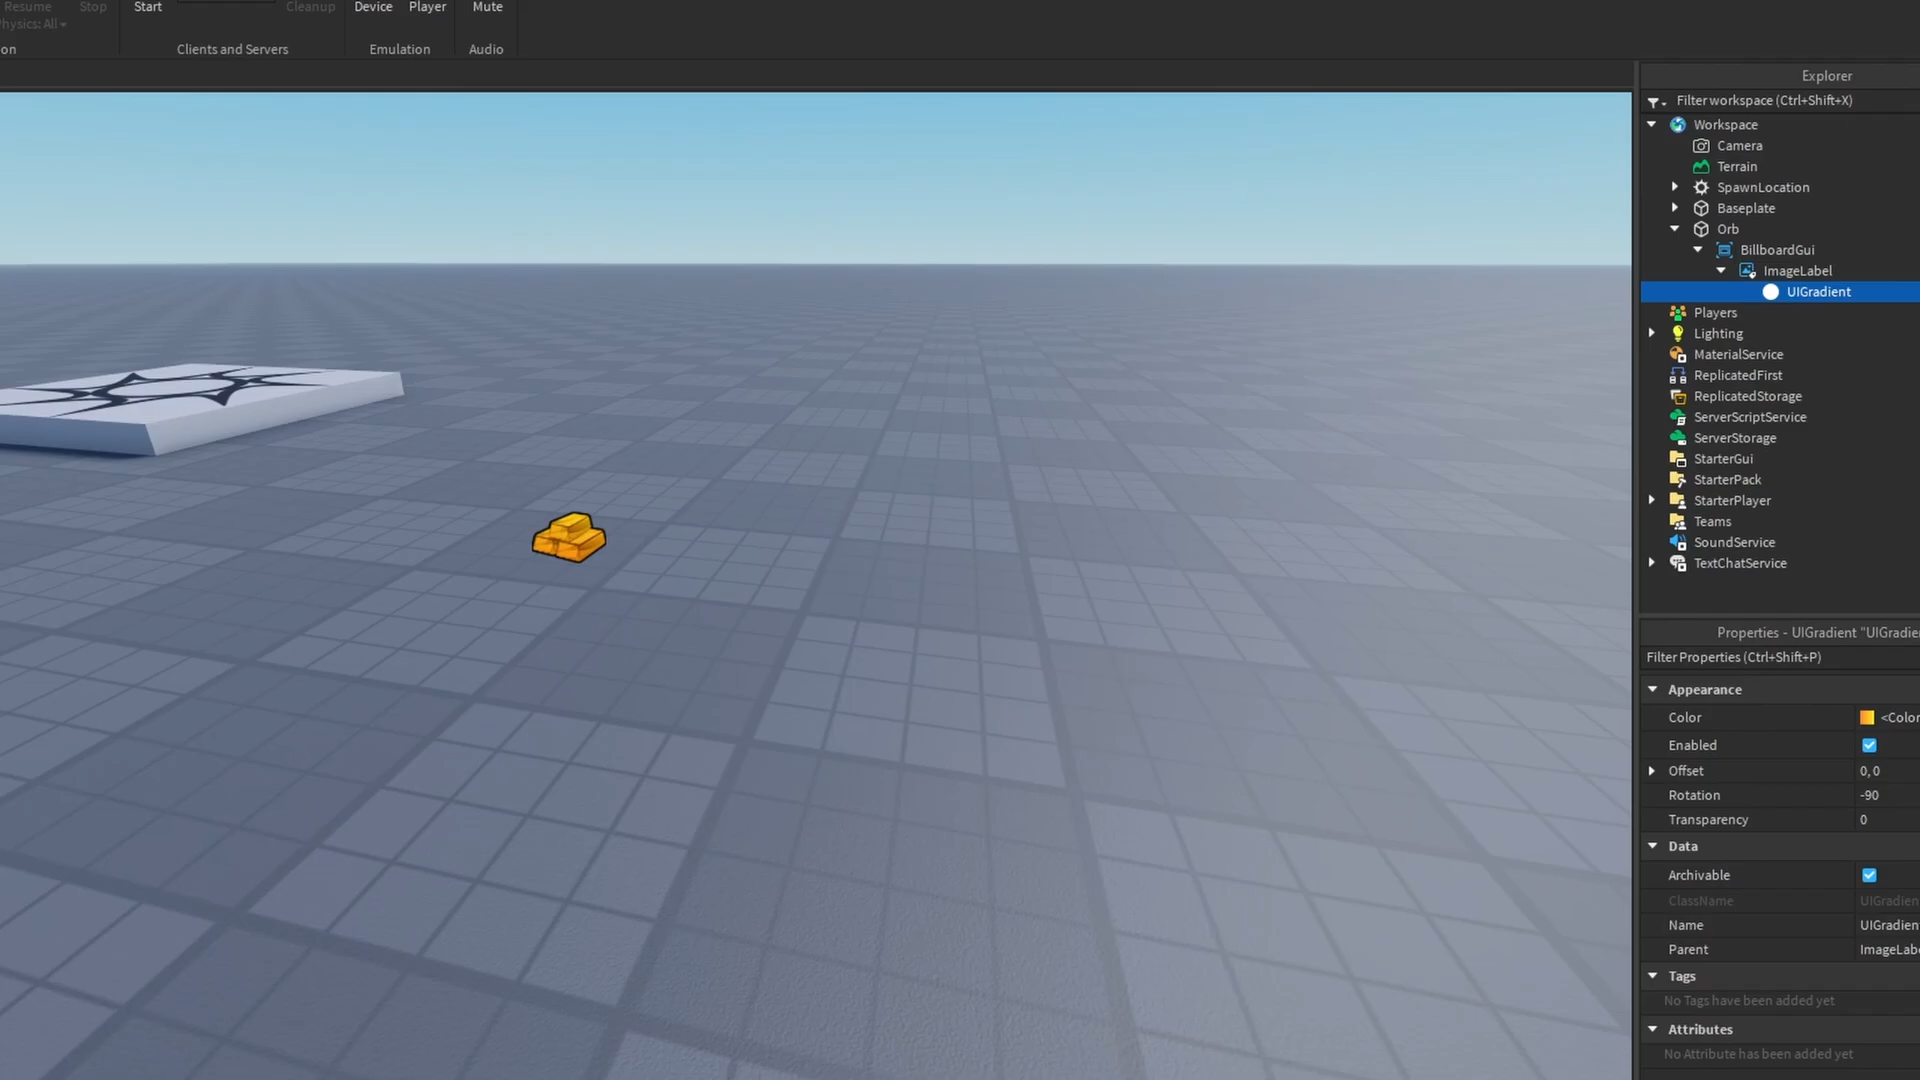 Resume
Stop
Start
Cleanup
Device
Player
Mute
Physics: All
on
Clients and Servers
Emulation
Audio
Explorer
Filter workspace (Ctrl+Shift+X)
Workspace
Camera
Terrain
SpawnLocation
Baseplate
Orb
BillboardGui
ImageLabel
UIGradient
Players
Lighting
MaterialService
ReplicatedFirst
ReplicatedStorage
ServerScriptService
ServerStorage
StarterGui
StarterPack
StarterPlayer
Teams
SoundService
TextChatService
Properties - UIGradient "UIGradie
Filter Properties (Ctrl+Shift+P)
Appearance
Color <Color
Enabled
Offset 0, 0
Rotation -90
Transparency 0
Data
Archivable
ClassName UIGradien
Name UIGradien
Parent ImageLabe
Tags
No Tags have been added yet
Attributes
No Attribute has been added yet